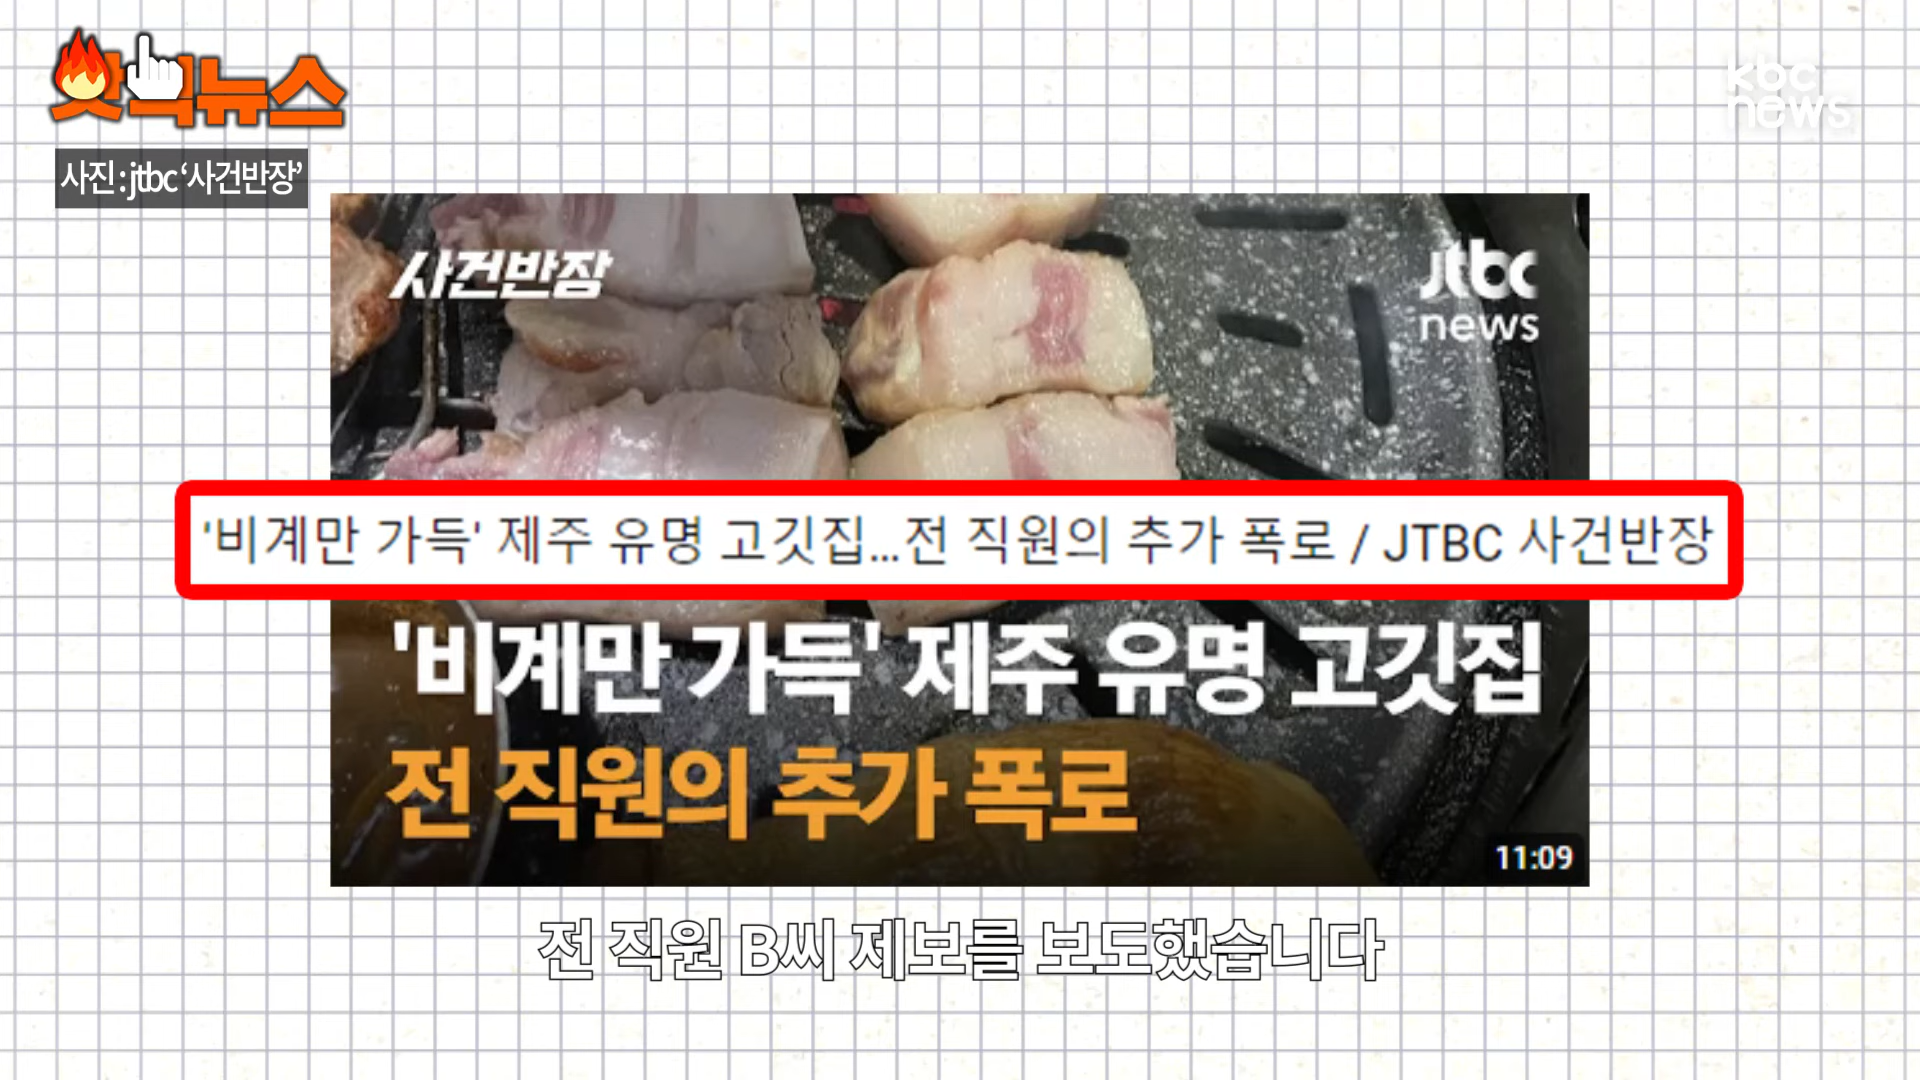 핫클뉴스
kbc
news
사진 : jtbc ‘사건반장’
사건반장
jtbc
news
'비계만 가득' 제주 유명 고깃집...전 직원의 추가 폭로 / JTBC 사건반장
'비계만 가득' 제주 유명 고깃집
전 직원의 추가 폭로
11:09
전 직원 B씨 제보를 보도했습니다